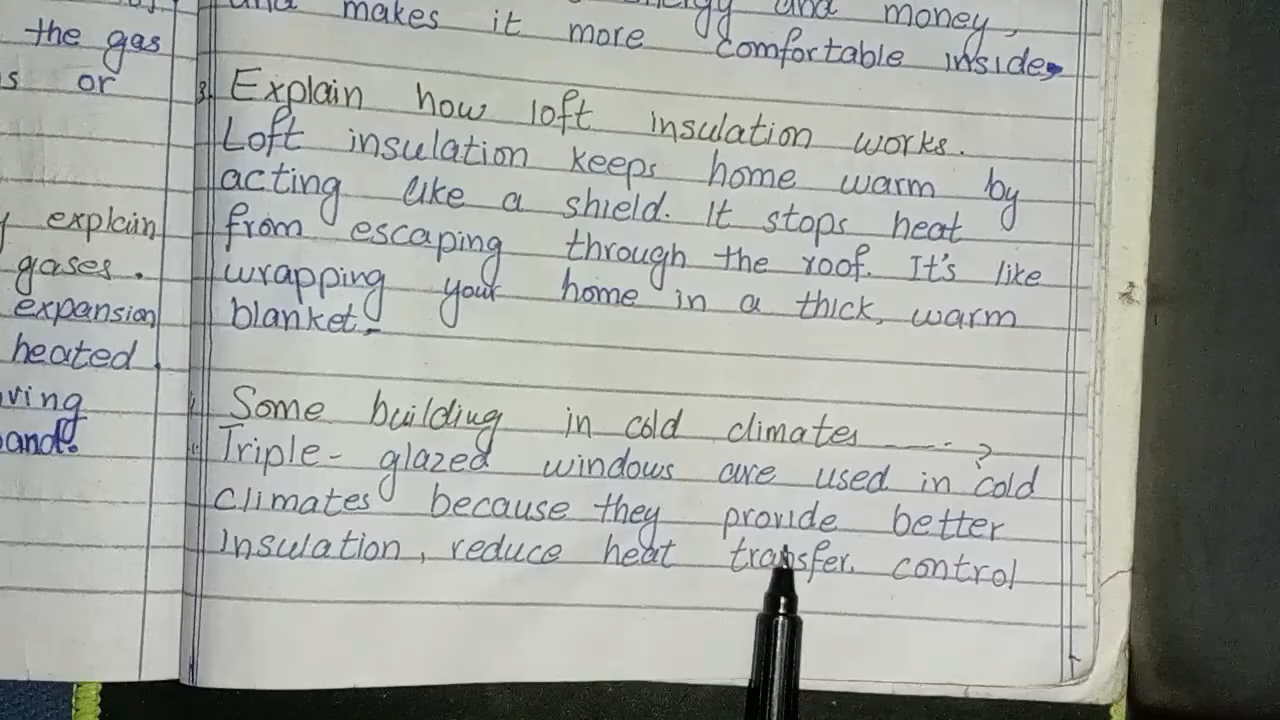 the gas
s or
explain
gases.
expansion
heated
ving
and
and money,
makes it more comfortable inside.
3. Explain how loft insulation works.
Loft insulation keeps home warm by
acting like a shield. It stops heat
from escaping through the roof. It's like
wrapping your home in a thick, warm
blanket.
Some building in cold climates ----?
Triple-glazed windows are used in cold
climates because they provide better
insulation, reduce heat transfer, control